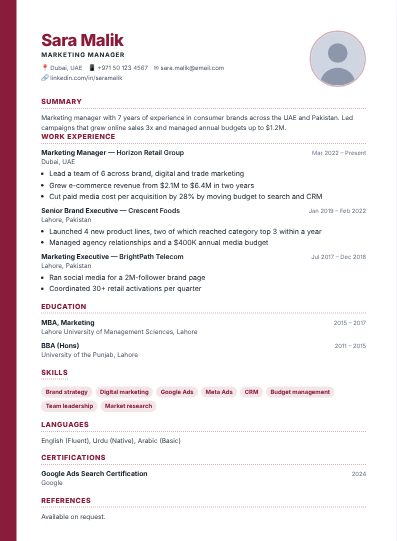 Sara Malik
MARKETING MANAGER
📍 Dubai, UAE 📱 +971 50 123 4567 ✉ sara.malik@email.com
🔗 linkedin.com/in/saramalik
SUMMARY
Marketing manager with 7 years of experience in consumer brands across the UAE and Pakistan. Led
campaigns that grew online sales 3x and managed annual budgets up to $1.2M.
WORK EXPERIENCE
Marketing Manager — Horizon Retail Group Mar 2022 – Present
Dubai, UAE
• Lead a team of 6 across brand, digital and trade marketing
• Grew e-commerce revenue from $2.1M to $6.4M in two years
• Cut paid media cost per acquisition by 28% by moving budget to search and CRM
Senior Brand Executive — Crescent Foods Jan 2019 – Feb 2022
Lahore, Pakistan
• Launched 4 new product lines, two of which reached category top 3 within a year
• Managed agency relationships and a $400K annual media budget
Marketing Executive — BrightPath Telecom Jul 2017 – Dec 2018
Lahore, Pakistan
• Ran social media for a 2M-follower brand page
• Coordinated 30+ retail activations per quarter
EDUCATION
MBA, Marketing 2015 – 2017
Lahore University of Management Sciences, Lahore
BBA (Hons) 2011 – 2015
University of the Punjab, Lahore
SKILLS
Brand strategy Digital marketing Google Ads Meta Ads CRM Budget management
Team leadership Market research
LANGUAGES
English (Fluent), Urdu (Native), Arabic (Basic)
CERTIFICATIONS
Google Ads Search Certification 2024
Google
REFERENCES
Available on request.